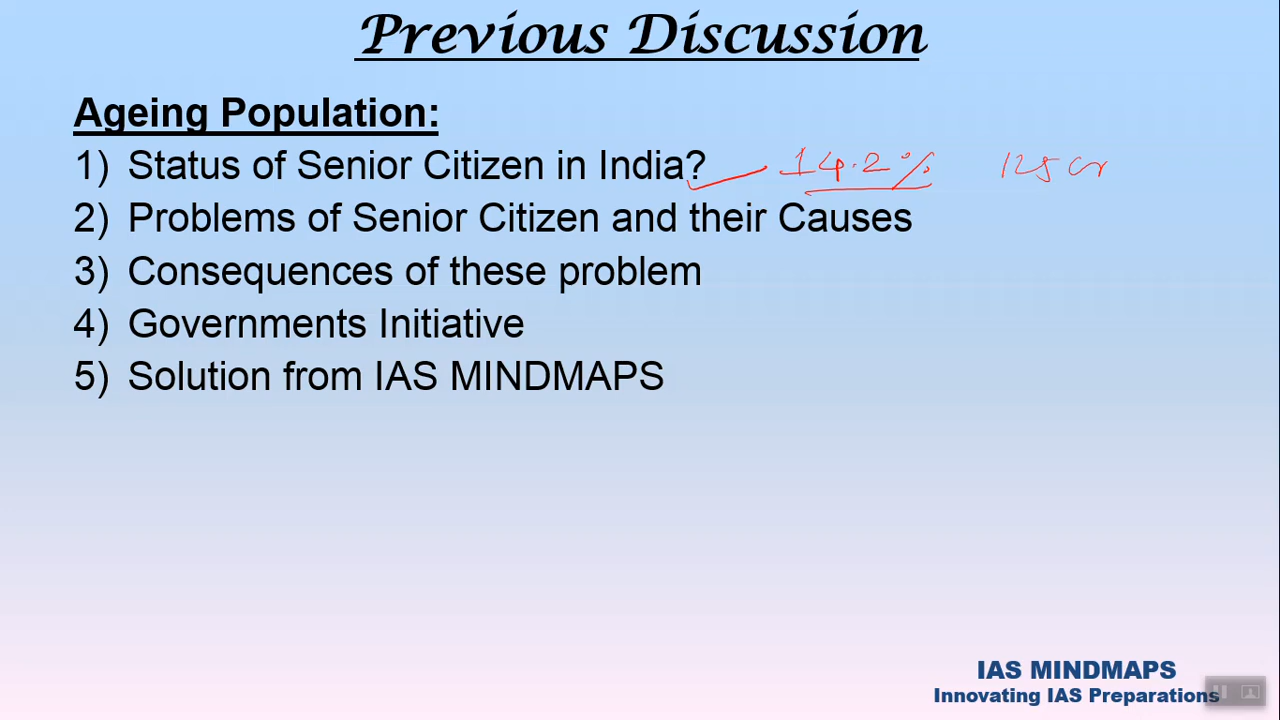 Previous Discussion
Ageing Population:
1) Status of Senior Citizen in India? 14.2% 125 cr
2) Problems of Senior Citizen and their Causes
3) Consequences of these problem
4) Governments Initiative
5) Solution from IAS MINDMAPS
IAS MINDMAPS
Innovating IAS Preparations